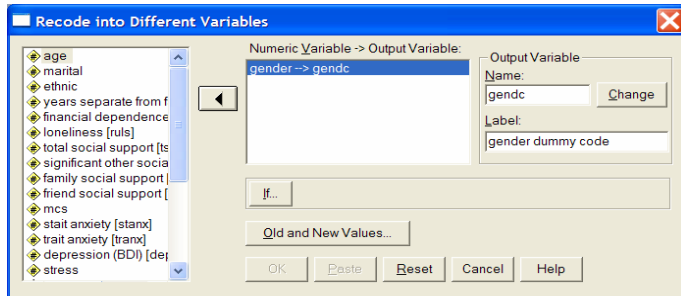 Recode into Different Variables
age
marital
ethnic
years separate from f
financial dependence
loneliness [ruls]
total social support [ts
significant other socia
family social support [
friend social support [
mcs
stait anxiety [stanx]
trait anxiety [tranx]
depression (BDI) [dep
stress
Numeric Variable -> Output Variable:
gender --> gendc
Output Variable
Name:
gendc
Change
Label:
gender dummy code
If...
Old and New Values...
OK
Paste
Reset
Cancel
Help